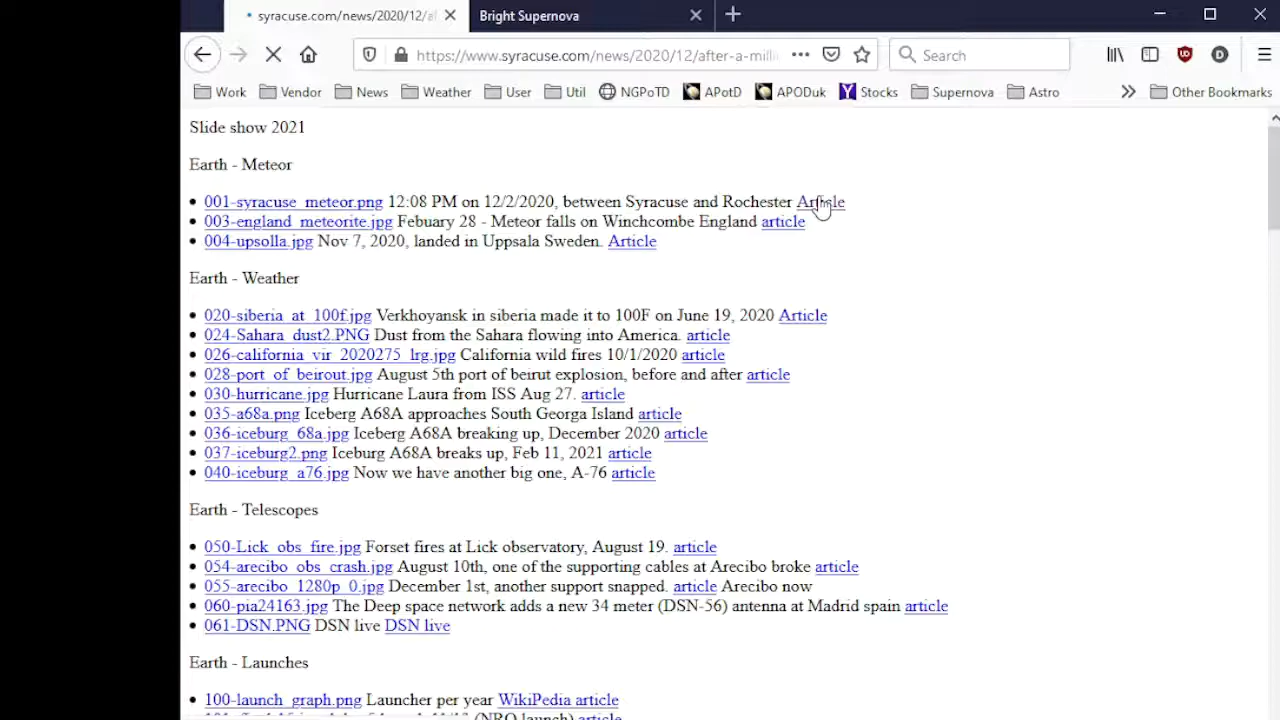 syracuse.com/news/2020/12/a
Bright Supernova
https://www.syracuse.com/news/2020/12/after-a-milli
Search
Work Vendor News Weather User Util NGPoTD APotD APODuk Stocks Supernova Astro Other Bookmarks
Slide show 2021
Earth - Meteor
001-syracuse_meteor.png 12:08 PM on 12/2/2020, between Syracuse and Rochester Article
003-england_meteorite.jpg Febuary 28 - Meteor falls on Winchcombe England article
004-upsolla.jpg Nov 7, 2020, landed in Uppsala Sweden. Article
Earth - Weather
020-siberia_at_100f.jpg Verkhoyansk in siberia made it to 100F on June 19, 2020 Article
024-Sahara_dust2.PNG Dust from the Sahara flowing into America. article
026-california_vir_2020275_lrg.jpg California wild fires 10/1/2020 article
028-port_of_beirout.jpg August 5th port of beirut explosion, before and after article
030-hurricane.jpg Hurricane Laura from ISS Aug 27. article
035-a68a.png Iceberg A68A approaches South Georga Island article
036-iceburg_68a.jpg Iceberg A68A breaking up, December 2020 article
037-iceburg2.png Iceburg A68A breaks up, Feb 11, 2021 article
040-iceburg_a76.jpg Now we have another big one, A-76 article
Earth - Telescopes
050-Lick_obs_fire.jpg Forset fires at Lick observatory, August 19. article
054-arecibo_obs_crash.jpg August 10th, one of the supporting cables at Arecibo broke article
055-arecibo_1280p_0.jpg December 1st, another support snapped. article Arecibo now
060-pia24163.jpg The Deep space network adds a new 34 meter (DSN-56) antenna at Madrid spain article
061-DSN.PNG DSN live DSN live
Earth - Launches
100-launch_graph.png Launcher per year WikiPedia article
(NRO launch) article